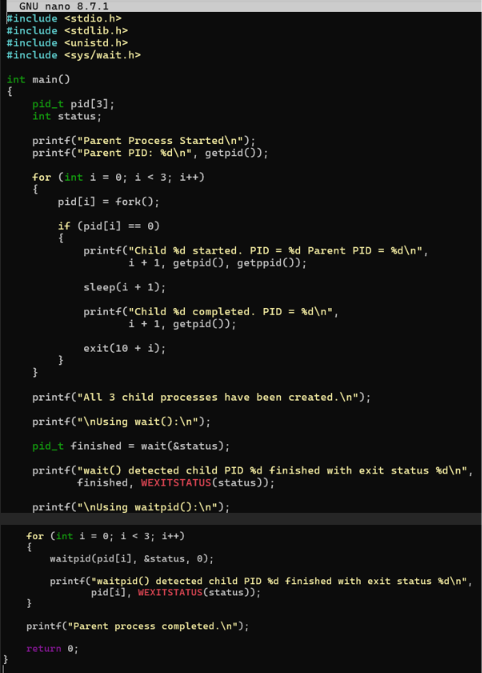 GNU nano 8.7.1
#include <stdio.h>
#include <stdlib.h>
#include <unistd.h>
#include <sys/wait.h>
int main()
{
pid_t pid[3];
int status;
printf("Parent Process Started\n");
printf("Parent PID: %d\n", getpid());
for (int i = 0; i < 3; i++)
{
pid[i] = fork();
if (pid[i] == 0)
{
printf("Child %d started. PID = %d Parent PID = %d\n",
i + 1, getpid(), getppid());
sleep(i + 1);
printf("Child %d completed. PID = %d\n",
i + 1, getpid());
exit(10 + i);
}
}
printf("All 3 child processes have been created.\n");
printf("\nUsing wait():\n");
pid_t finished = wait(&status);
printf("wait() detected child PID %d finished with exit status %d\n",
finished, WEXITSTATUS(status));
printf("\nUsing waitpid():\n");
for (int i = 0; i < 3; i++)
{
waitpid(pid[i], &status, 0);
printf("waitpid() detected child PID %d finished with exit status %d\n",
pid[i], WEXITSTATUS(status));
}
printf("Parent process completed.\n");
return 0;
}